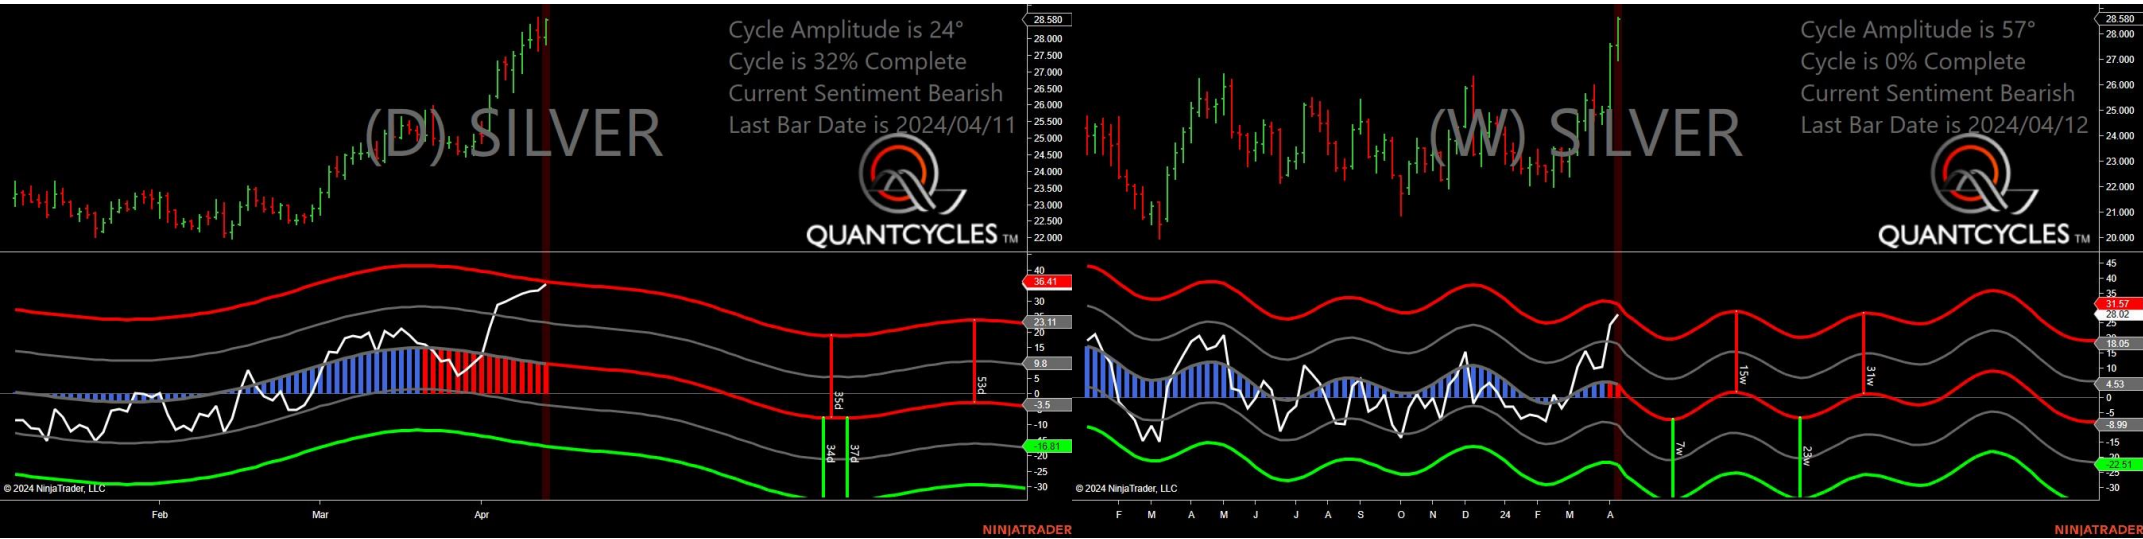 Cycle Amplitude is 24°
Cycle is 32% Complete
Current Sentiment Bearish
Last Bar Date is 2024/04/11
(D) SILVER
QUANTCYCLES TM
28.580
28.000
27.500
27.000
26.500
26.000
25.500
25.000
24.500
24.000
23.500
23.000
22.500
22.000
40
36.41
30
23.11
15
9.8
5
0
-3.5
-10
-16.81
-20
-25
-30
35d
53d
34d
37d
© 2024 NinjaTrader, LLC
Feb
Mar
Apr
NINJATRADER
Cycle Amplitude is 57°
Cycle is 0% Complete
Current Sentiment Bearish
Last Bar Date is 2024/04/12
(W) SILVER
QUANTCYCLES TM
28.580
28.000
27.000
26.000
25.000
24.000
23.000
22.000
21.000
20.000
45
40
35
31.57
28.02
25
18.05
15
10
4.53
0
-5
-8.99
-15
-22.51
-30
15w
31w
7w
23w
© 2024 NinjaTrader, LLC
F
M
A
M
J
J
A
S
O
N
D
24
F
M
A
NINJATRADER